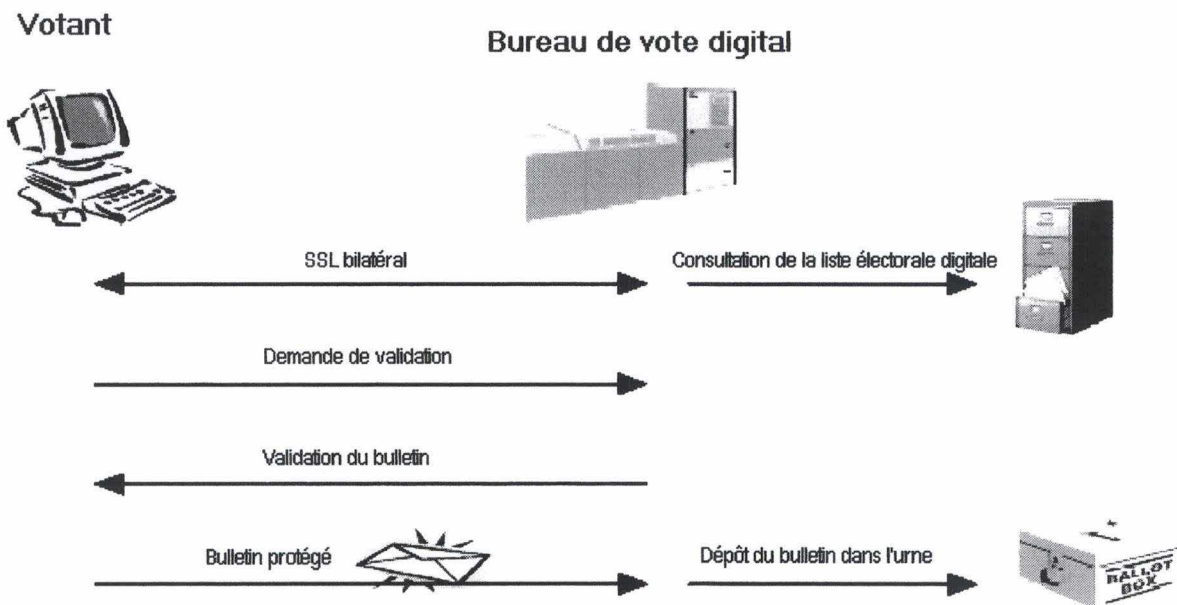 Votant
Bureau de vote digital
SSL bilatéral
Consultation de la liste électorale digitale
Demande de validation
Validation du bulletin
Bulletin protégé
Dépôt du bulletin dans l'urne
BALLOT
BOX